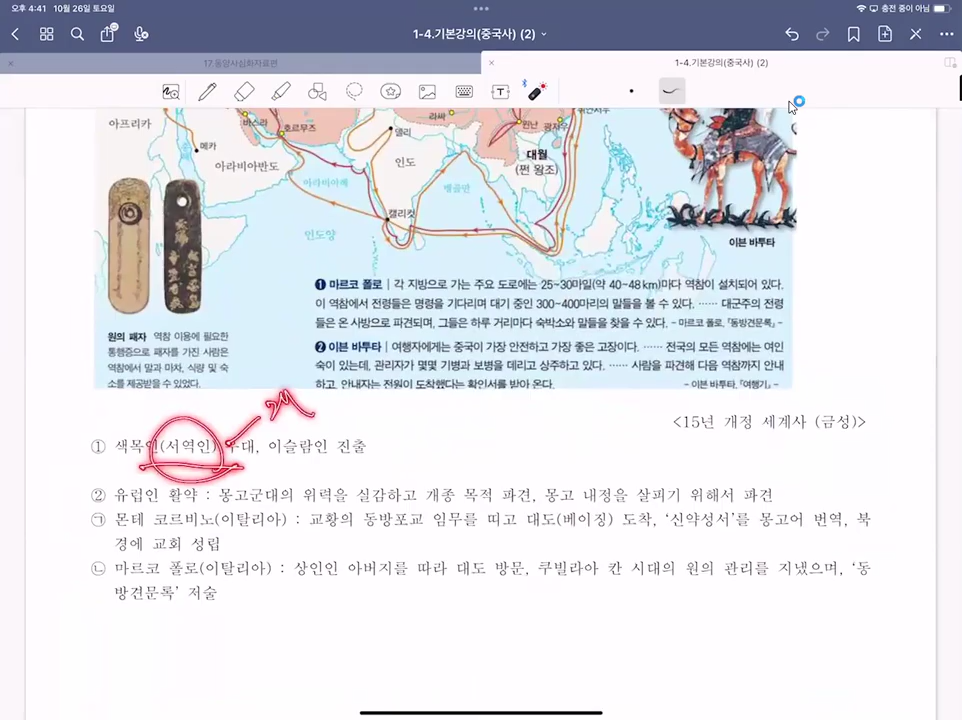 오후 4:41 10월 26일 토요일
충전 중이 아님
1-4.기본강의(중국사) (2)
17.동양사심화자료편
1-4.기본강의(중국사) (2)
아프리카
바스라
호르무즈
메카
아라비아반도
델리
인도
라싸
윈난
광저우
대월
(쩐 왕조)
아라비아해
벵골만
캘리컷
인도양
이븐 바투타
원의 패자 역참 이용에 필요한
통행증으로 패자를 가진 사람은
역참에서 말과 마차, 식량 및 숙
소를 제공받을 수 있었다.
❶ 마르코 폴로 | 각 지방으로 가는 주요 도로에는 25~30마일(약 40~48㎞)마다 역참이 설치되어 있다.
이 역참에서 전령들은 명령을 기다리며 대기 중인 300~400마리의 말들을 볼 수 있다. …… 대군주의 전령
들은 온 사방으로 파견되며, 그들은 하루 거리마다 숙박소와 말들을 찾을 수 있다. - 마르코 폴로, 『동방견문록』 -
❷ 이븐 바투타 | 여행자에게는 중국이 가장 안전하고 가장 좋은 고장이다. …… 전국의 모든 역참에는 여인
숙이 있는데, 관리자가 몇몇 기병과 보병을 데리고 상주하고 있다. …… 사람을 파견해 다음 역참까지 안내
하고, 안내자는 전원이 도착했다는 확인서를 받아 온다. - 이븐 바투타, 『여행기』 -
<15년 개정 세계사 (금성)>
① 색목인(서역인) 우대, 이슬람인 진출
② 유럽인 활약 : 몽고군대의 위력을 실감하고 개종 목적 파견, 몽고 내정을 살피기 위해서 파견
㉠ 몬테 코르비노(이탈리아) : 교황의 동방포교 임무를 띠고 대도(베이징) 도착, ‘신약성서’를 몽고어 번역, 북
경에 교회 성립
㉡ 마르코 폴로(이탈리아) : 상인인 아버지를 따라 대도 방문, 쿠빌라아 칸 시대의 원의 관리를 지냈으며, ‘동
방견문록’ 저술